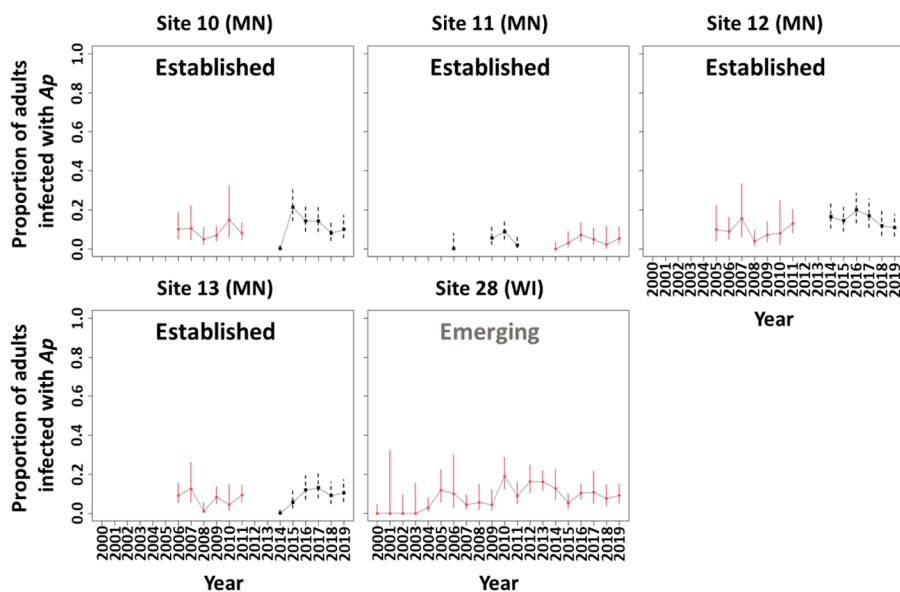 Site 10 (MN) Site 11 (MN) Site 12 (MN)
Proportion of adults
infected with Ap
1.0
0.8
0.6
0.4
0.2
0.0
Established Established Established
2000 2001 2002 2003 2004 2005 2006 2007 2008 2009 2010 2011 2012 2013 2014 2015 2016 2017 2018 2019
Year
Site 13 (MN) Site 28 (WI)
Proportion of adults
infected with Ap
1.0
0.8
0.6
0.4
0.2
0.0
Established Emerging
2000 2001 2002 2003 2004 2005 2006 2007 2008 2009 2010 2011 2012 2013 2014 2015 2016 2017 2018 2019
2000 2001 2002 2003 2004 2005 2006 2007 2008 2009 2010 2011 2012 2013 2014 2015 2016 2017 2018 2019
Year Year